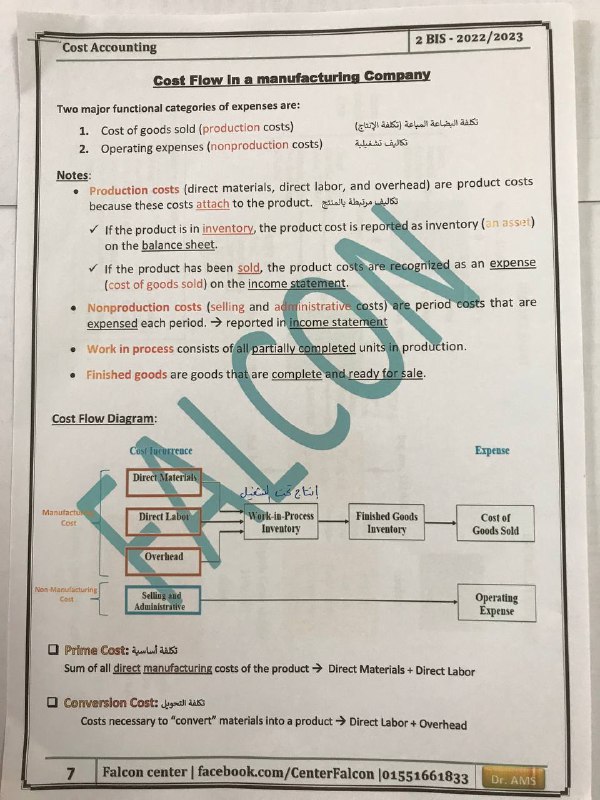 Cost Accounting
2 BIS - 2022/2023
Cost Flow in a manufacturing Company
Two major functional categories of expenses are:
1. Cost of goods sold (production costs) تكلفة البضاعة المباعة (تكلفة الإنتاج)
2. Operating expenses (nonproduction costs) تكاليف تشغيلية
Notes:
• Production costs (direct materials, direct labor, and overhead) are product costs
because these costs attach to the product. تكاليف مرتبطة بالمنتج
✓ If the product is in inventory, the product cost is reported as inventory (an asset)
on the balance sheet.
✓ If the product has been sold, the product costs are recognized as an expense
(cost of goods sold) on the income statement.
• Nonproduction costs (selling and administrative costs) are period costs that are
expensed each period. → reported in income statement
• Work in process consists of all partially completed units in production.
• Finished goods are goods that are complete and ready for sale.
FALCON
Cost Flow Diagram:
Cost Incurrence
Expense
Direct Materials
إنتاج تحت التشغيل
Manufacturing
Cost
Direct Labor
Work-in-Process
Inventory
Finished Goods
Inventory
Cost of
Goods Sold
Overhead
Non-Manufacturing
Cost
Selling and
Administrative
Operating
Expense
❑ Prime Cost: تكلفة أساسية
Sum of all direct manufacturing costs of the product → Direct Materials + Direct Labor
❑ Conversion Cost: تكلفة التحويل
Costs necessary to “convert” materials into a product → Direct Labor + Overhead
7 Falcon center | facebook.com/CenterFalcon |01551661833
Dr. AMS